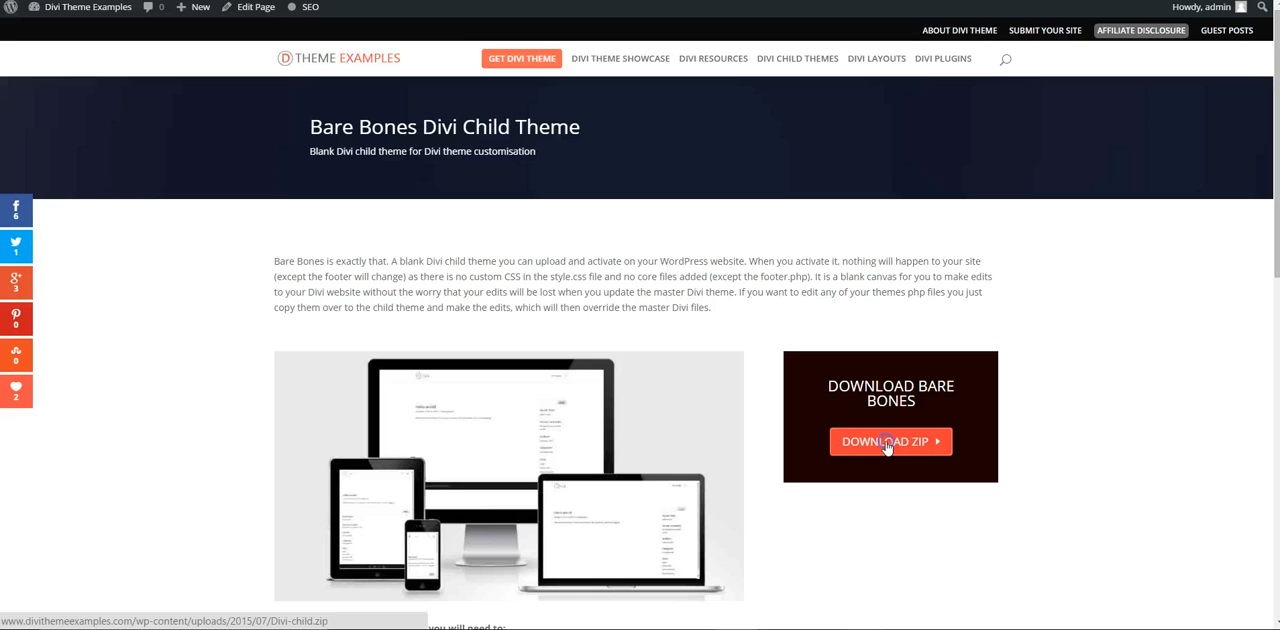 Divi Theme Examples 0 New Edit Page SEO Howdy, admin
ABOUT DIVI THEME SUBMIT YOUR SITE AFFILIATE DISCLOSURE GUEST POSTS
D THEME EXAMPLES GET DIVI THEME DIVI THEME SHOWCASE DIVI RESOURCES DIVI CHILD THEMES DIVI LAYOUTS DIVI PLUGINS
Bare Bones Divi Child Theme
Blank Divi child theme for Divi theme customisation
6
1
3
0
0
2
Bare Bones is exactly that. A blank Divi child theme you can upload and activate on your WordPress website. When you activate it, nothing will happen to your site
(except the footer will change) as there is no custom CSS in the style.css file and no core files added (except the footer.php). It is a blank canvas for you to make edits
to your Divi website without the worry that your edits will be lost when you update the master Divi theme. If you want to edit any of your themes php files you just
copy them over to the child theme and make the edits, which will then override the master Divi files.
DOWNLOAD BARE
BONES
DOWNLOAD ZIP
www.divithemeexamples.com/wp-content/uploads/2015/07/Divi-child.zip
you will need to: